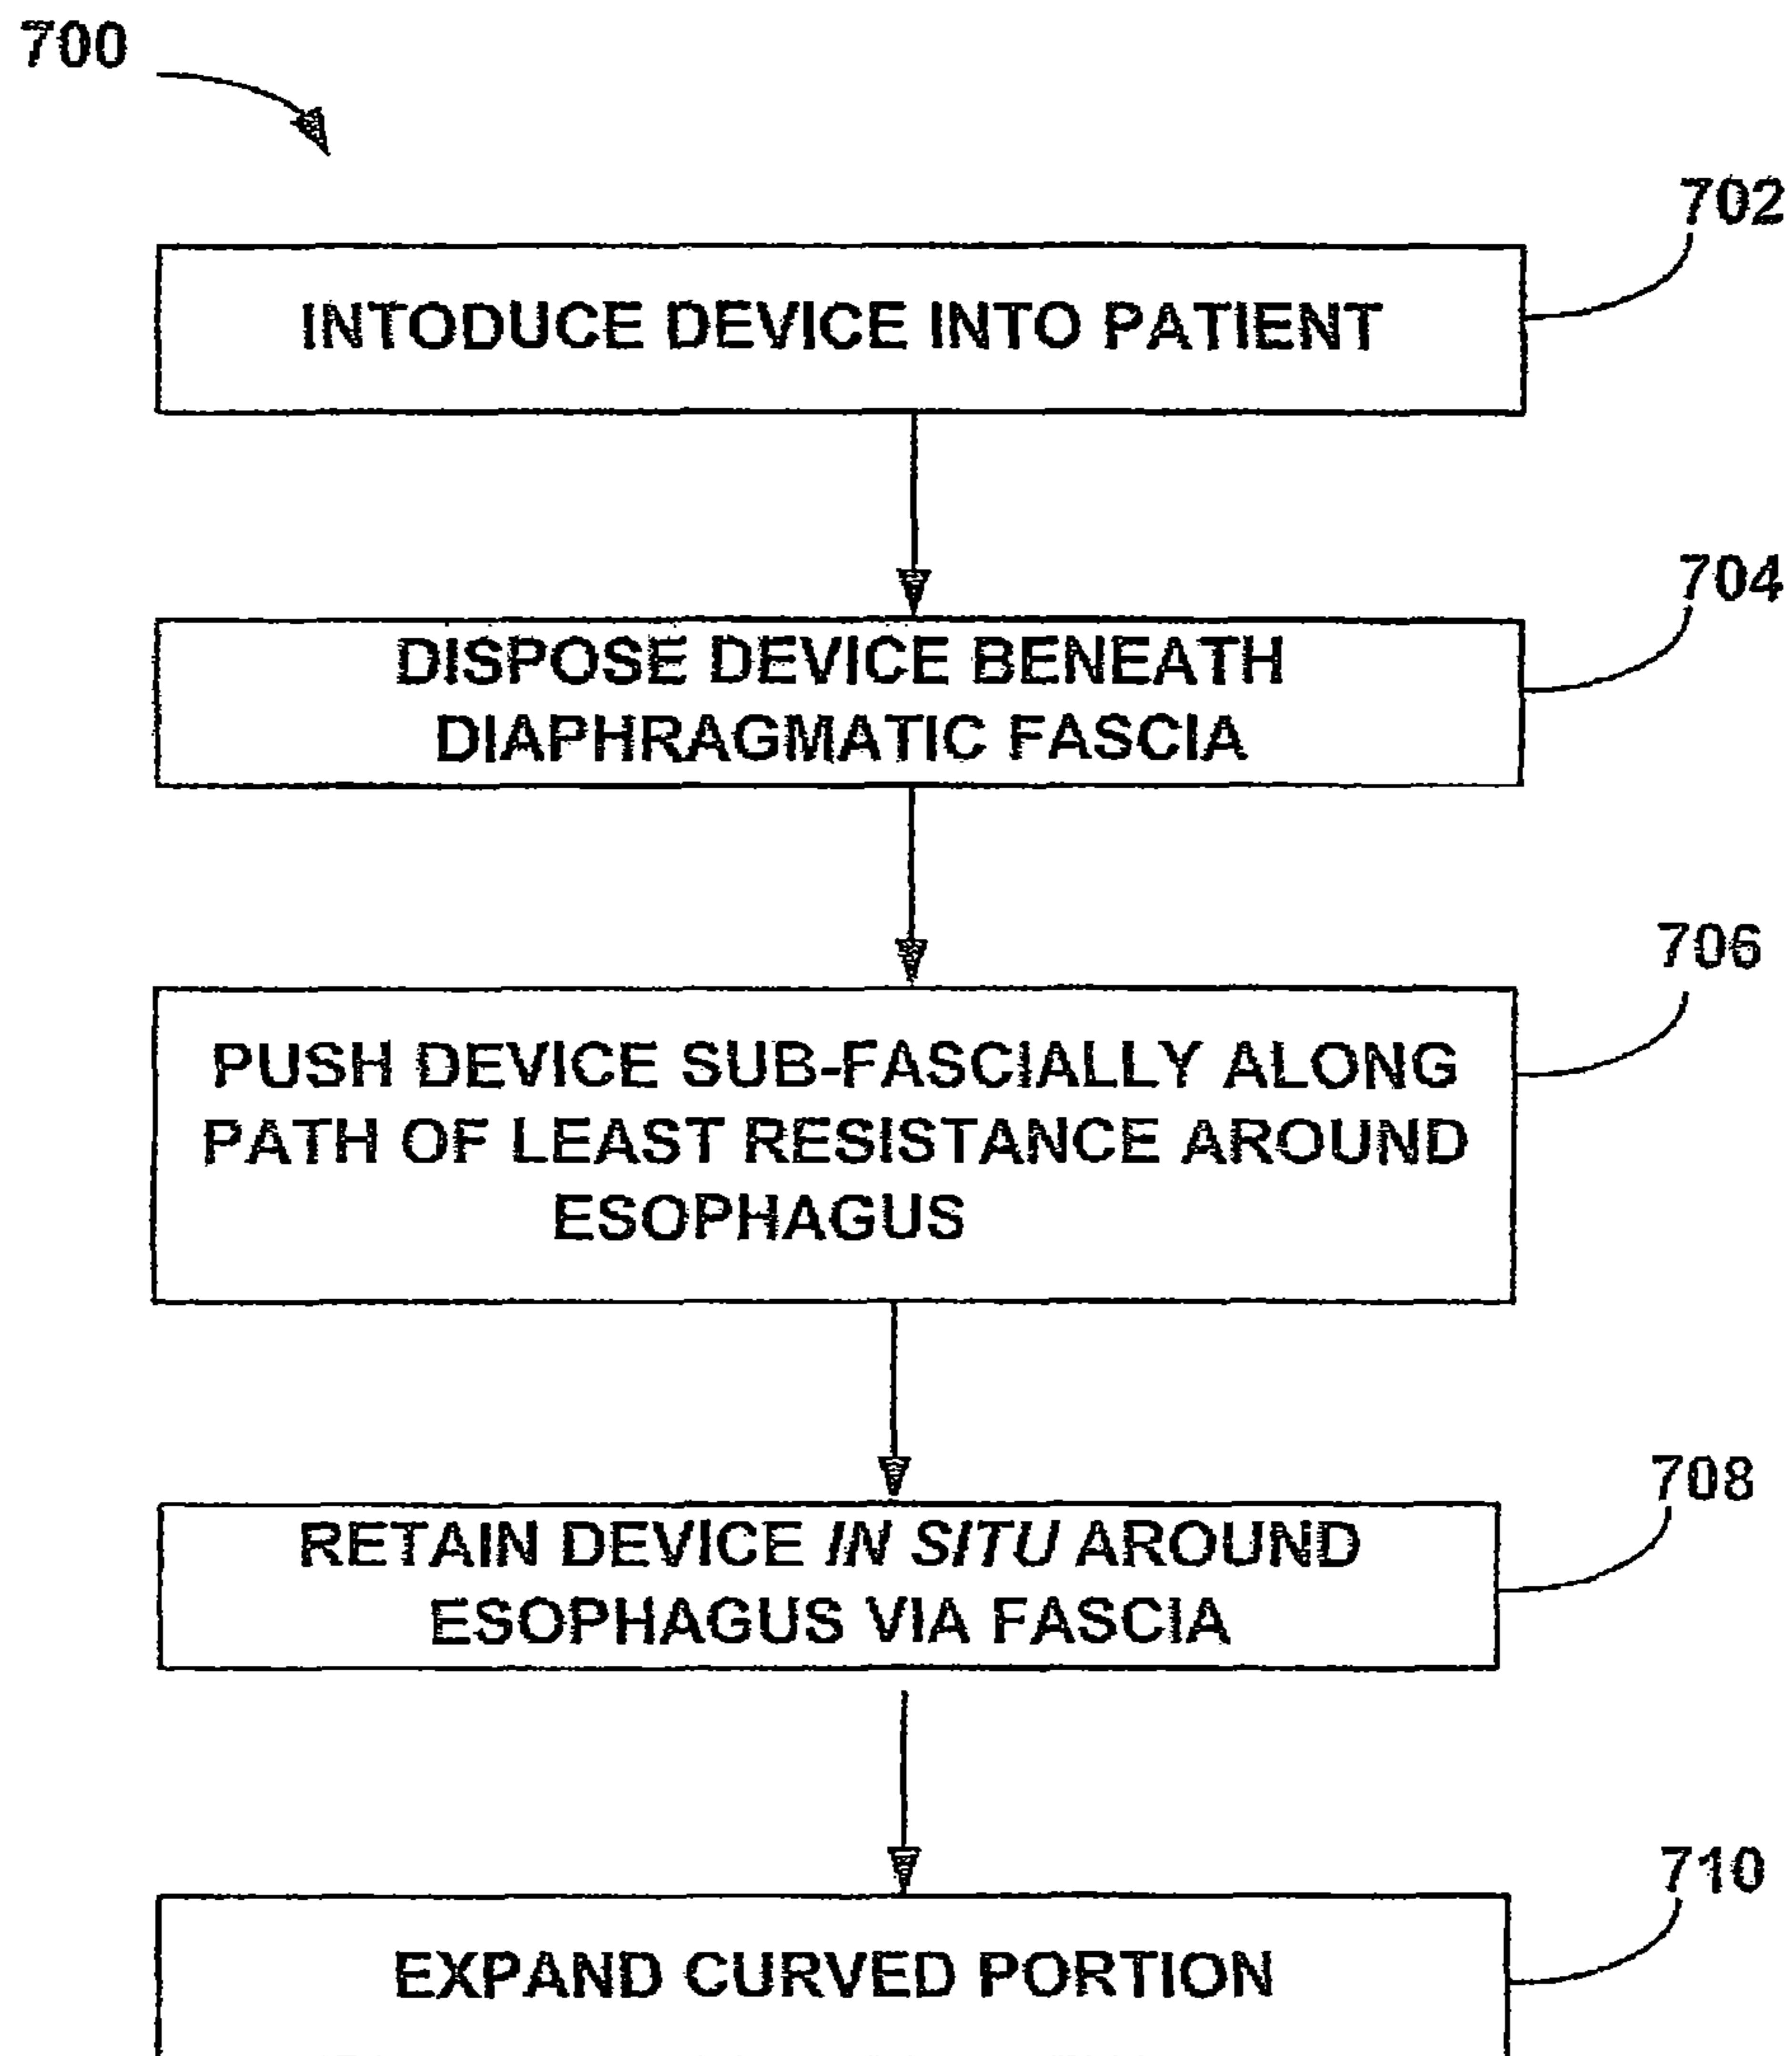 700
702
INTODUCE DEVICE INTO PATIENT
704
DISPOSE DEVICE BENEATH
DIAPHRAGMATIC FASCIA
706
PUSH DEVICE SUB-FASCIALLY ALONG
PATH OF LEAST RESISTANCE AROUND
ESOPHAGUS
708
RETAIN DEVICE IN SITU AROUND
ESOPHAGUS VIA FASCIA
710
EXPAND CURVED PORTION